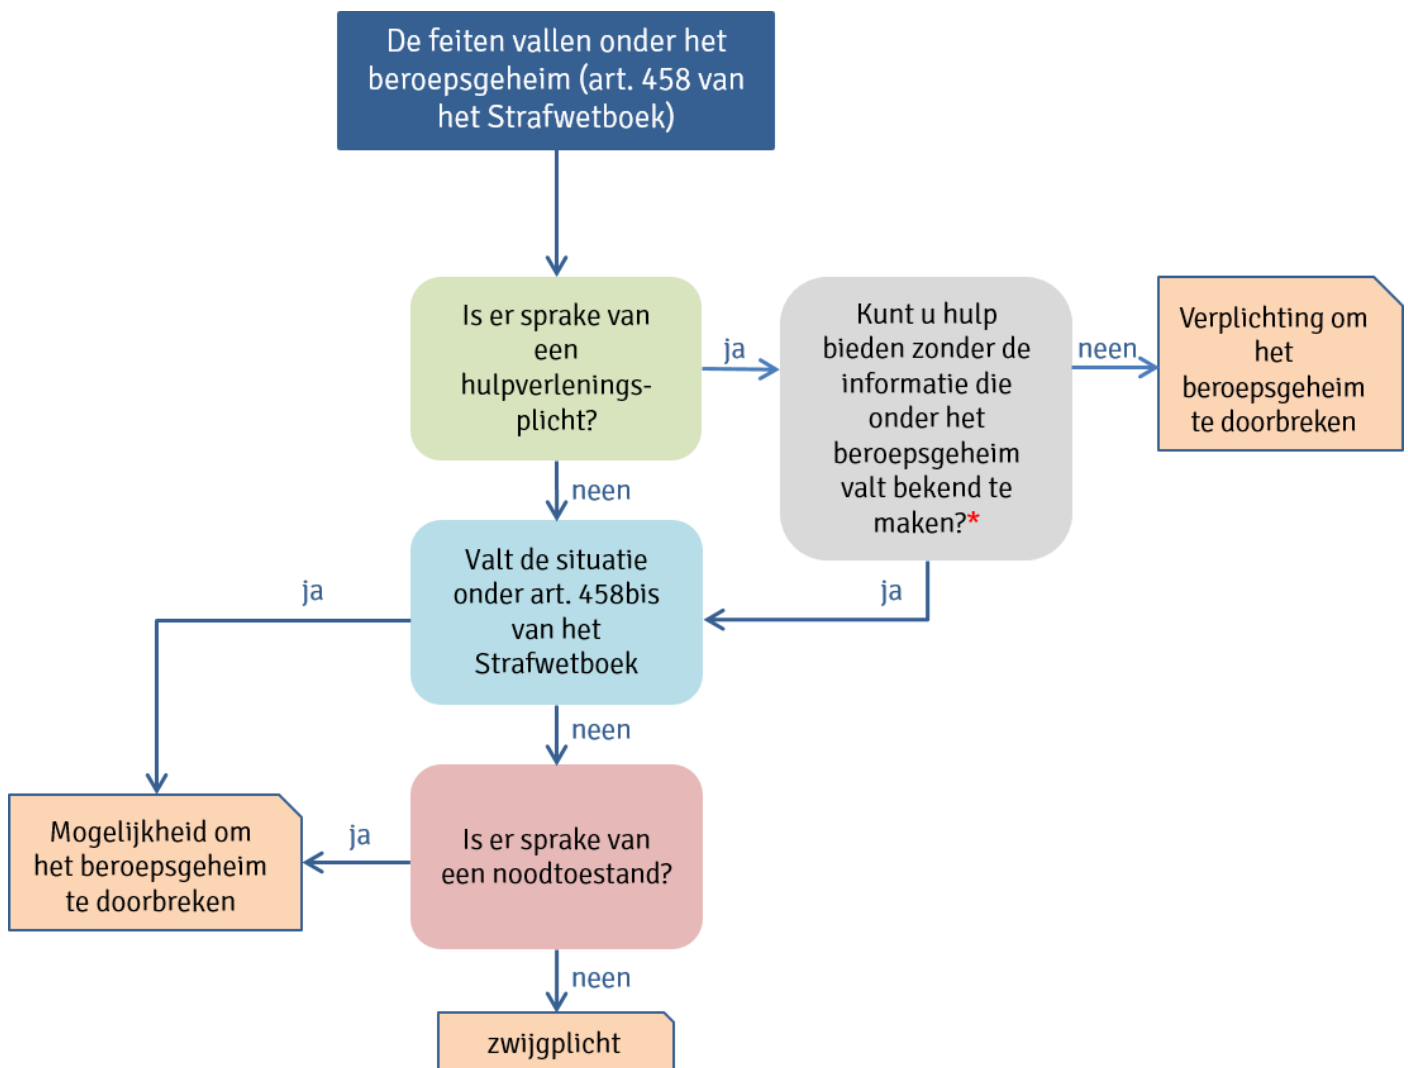 De feiten vallen onder het
beroepsgeheim (art. 458 van
het Strafwetboek)
Is er sprake van
een
hulpverlenings-
plicht?
ja
Kunt u hulp
bieden zonder de
informatie die
onder het
beroepsgeheim
valt bekend te
maken?*
neen
Verplichting om
het
beroepsgeheim
te doorbreken
neen
ja
Valt de situatie
onder art. 458bis
van het
Strafwetboek
ja
neen
Mogelijkheid om
het beroepsgeheim
te doorbreken
ja
Is er sprake van
een noodtoestand?
neen
zwijgplicht